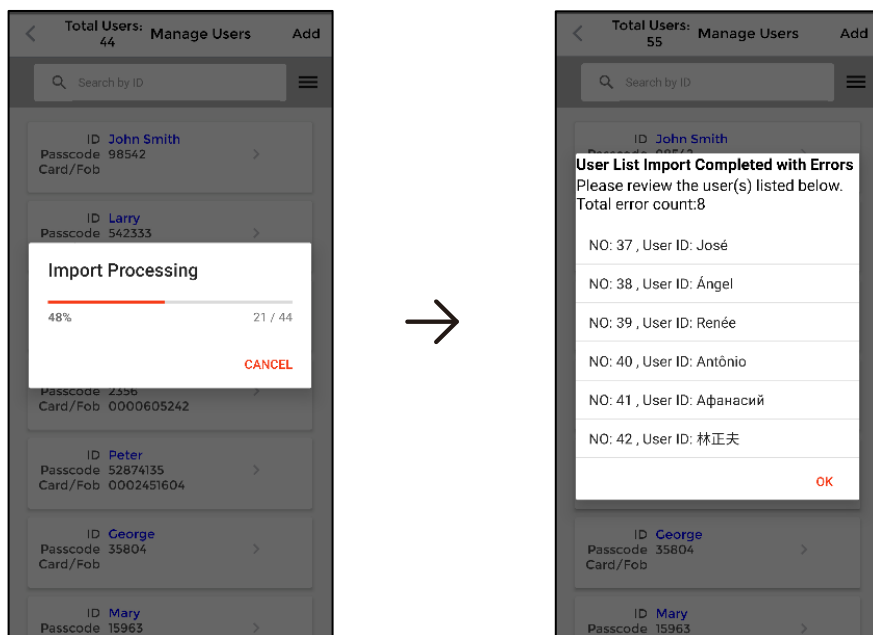 Total Users:
44
Manage Users
Add
Search by ID
ID John Smith
Passcode 98542
Card/Fob
ID Larry
Passcode 542333
Import Processing
48%
21 / 44
CANCEL
Passcode 2356
Card/Fob 0000605242
ID Peter
Passcode 52874135
Card/Fob 0002451604
ID George
Passcode 35804
Card/Fob
ID Mary
Passcode 15963
Total Users:
55
Manage Users
Add
Search by ID
ID John Smith
User List Import Completed with Errors
Please review the user(s) listed below.
Total error count:8
NO: 37 , User ID: José
NO: 38 , User ID: Ángel
NO: 39 , User ID: Renée
NO: 40 , User ID: Antônio
NO: 41 , User ID: Афанасий
NO: 42 , User ID: 林正夫
OK
ID George
Passcode 35804
Card/Fob
ID Mary
Passcode 15963